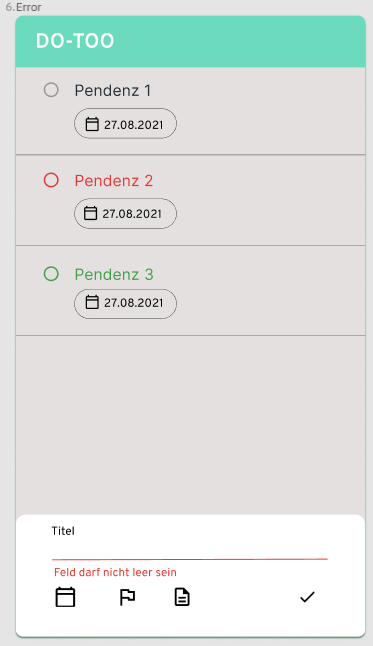 6.Error
DO-TOO
Pendenz 1
27.08.2021
Pendenz 2
27.08.2021
Pendenz 3
27.08.2021
Titel
Feld darf nicht leer sein